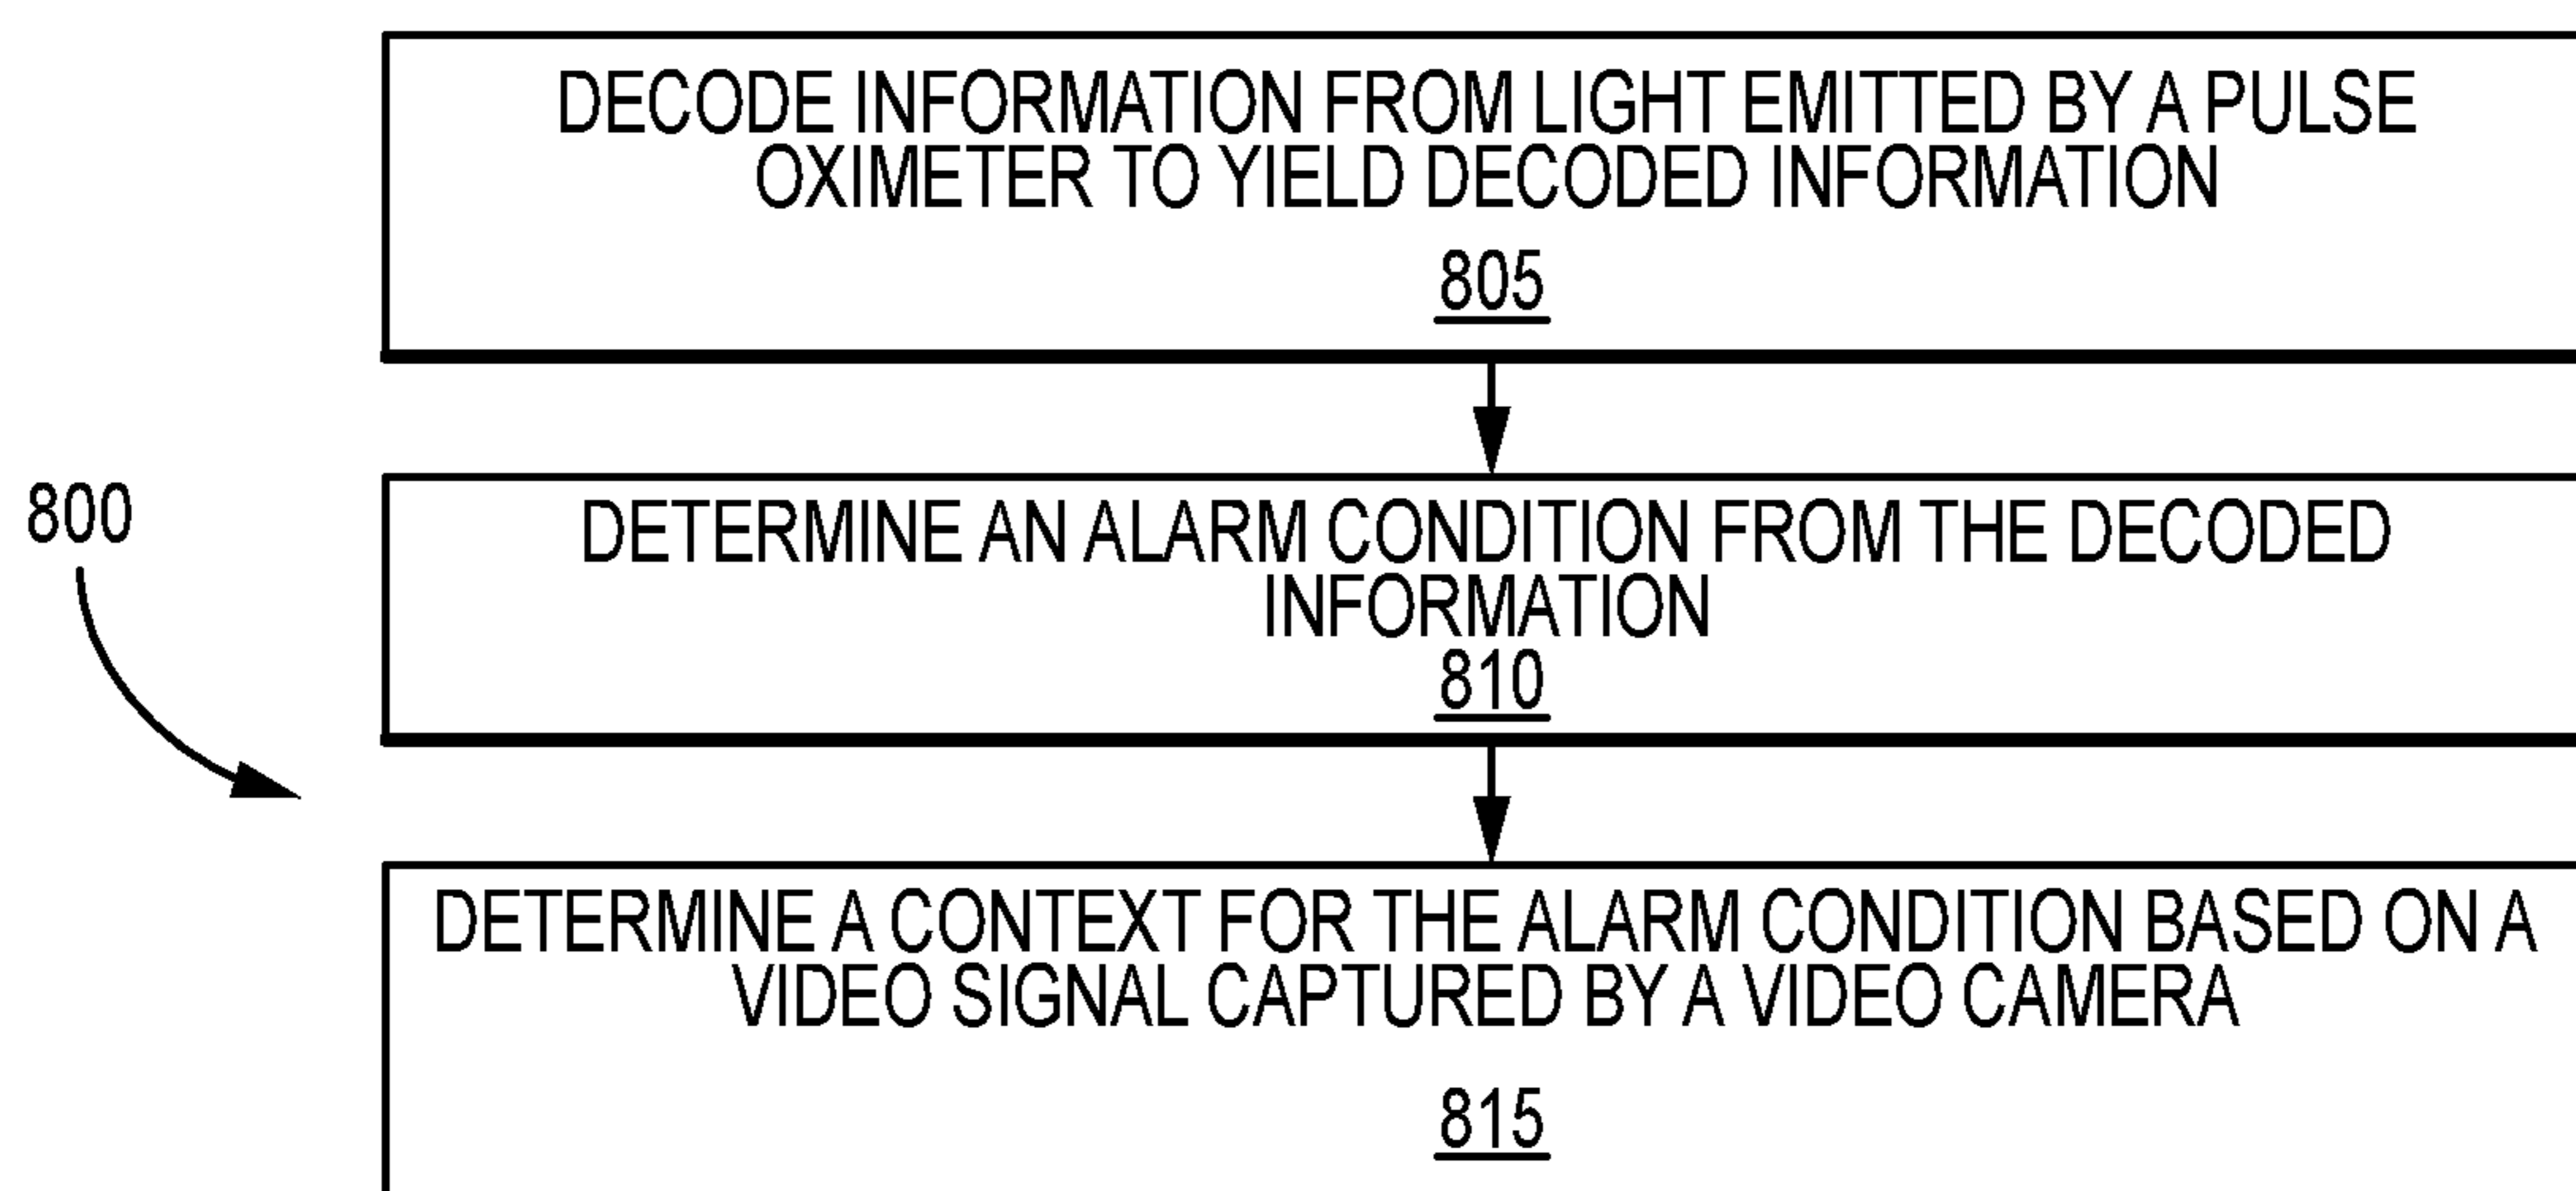 DECODE INFORMATION FROM LIGHT EMITTED BY A PULSE
OXIMETER TO YIELD DECODED INFORMATION
805
800
DETERMINE AN ALARM CONDITION FROM THE DECODED
INFORMATION
810
DETERMINE A CONTEXT FOR THE ALARM CONDITION BASED ON A
VIDEO SIGNAL CAPTURED BY A VIDEO CAMERA
815